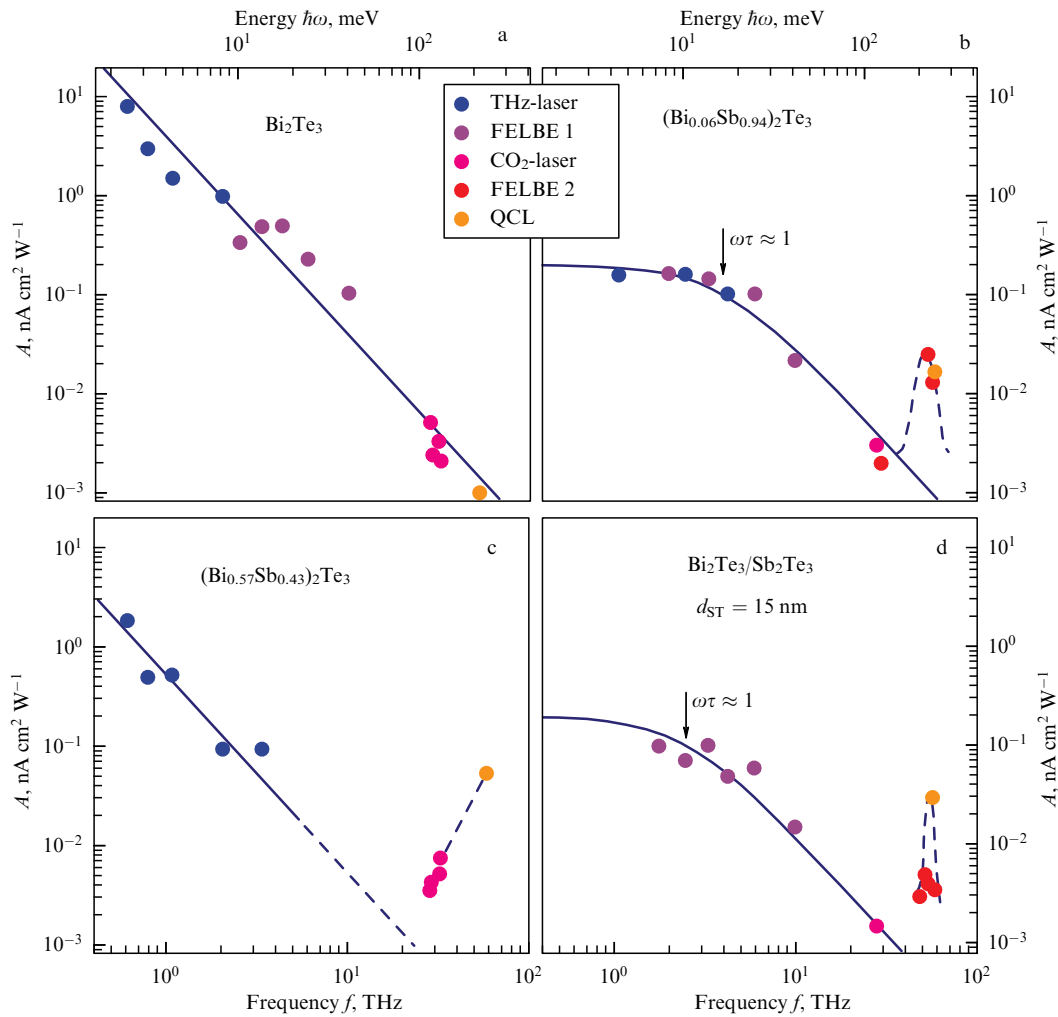 Energy ℏω, meV
Energy ℏω, meV
10¹ 10² a
10¹ 10² b
10¹
10⁰
10⁻¹
10⁻²
10⁻³
A, nA cm² W⁻¹
Bi₂Te₃
THz-laser
FELBE 1
CO₂-laser
FELBE 2
QCL
(Bi₀.₀₆Sb₀.₉₄)₂Te₃
ωτ ≈ 1
10¹
10⁰
10⁻¹
10⁻²
10⁻³
A, nA cm² W⁻¹
c
(Bi₀.₅₇Sb₀.₄₃)₂Te₃
10¹
10⁰
10⁻¹
10⁻²
10⁻³
A, nA cm² W⁻¹
10⁰ 10¹
Frequency f, THz
d
Bi₂Te₃/Sb₂Te₃
d_ST = 15 nm
ωτ ≈ 1
10¹
10⁰
10⁻¹
10⁻²
10⁻³
A, nA cm² W⁻¹
10⁰ 10¹ 10²
Frequency f, THz